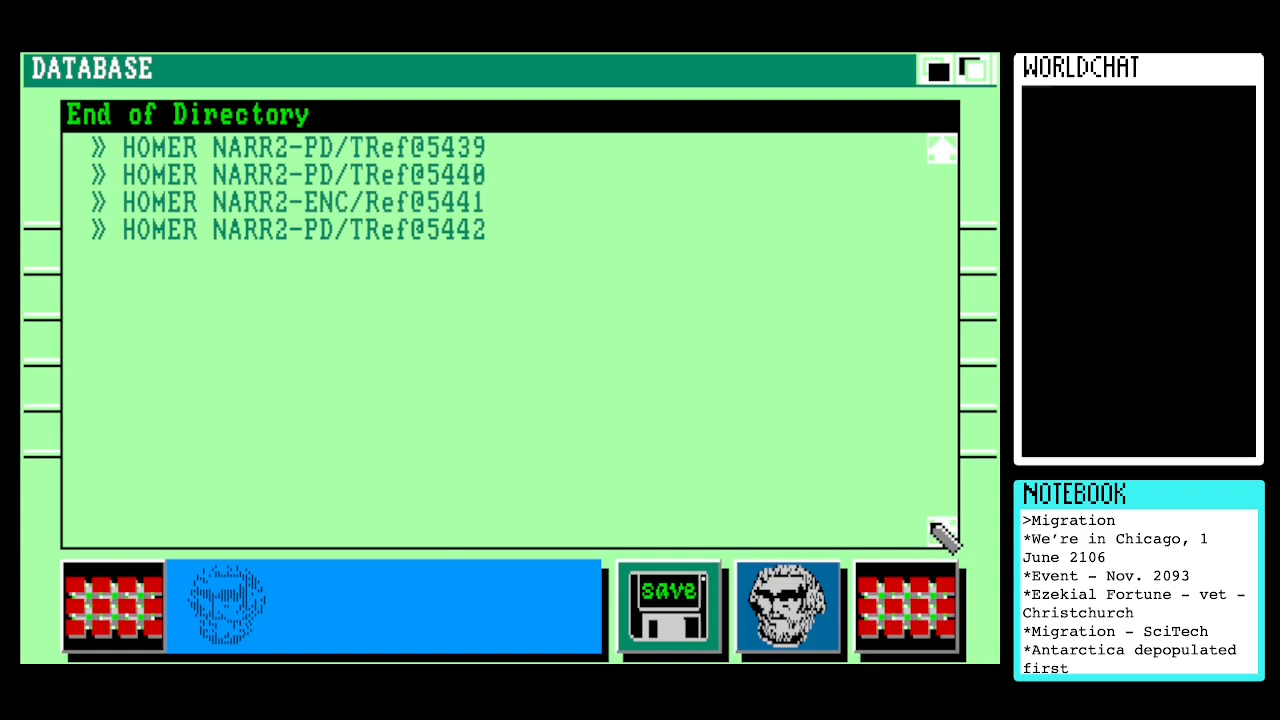 DATABASE
End of Directory
» HOMER NARR2-PD/TRef@5439
» HOMER NARR2-PD/TRef@5440
» HOMER NARR2-ENC/Ref@5441
» HOMER NARR2-PD/TRef@5442
save
WORLDCHAT
NOTEBOOK
>Migration
*We're in Chicago, 1
June 2106
*Event - Nov. 2093
*Ezekial Fortune - vet -
Christchurch
*Migration - SciTech
*Antarctica depopulated
first